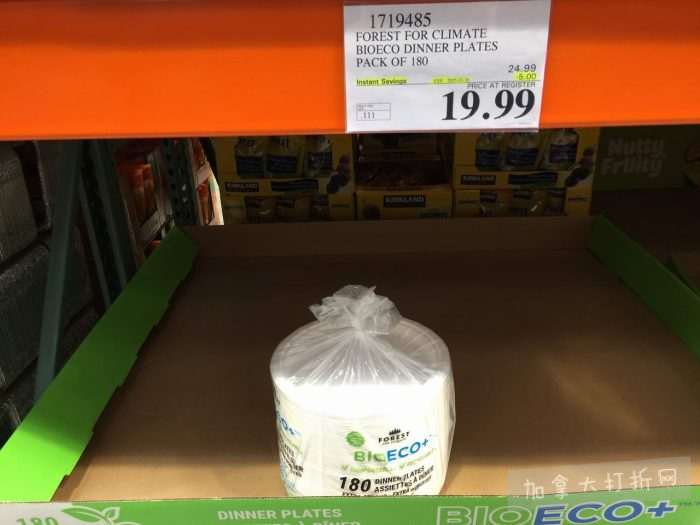 1719485
FOREST FOR CLIMATE
BIOECO DINNER PLATES
PACK OF 180
24.99
Instant Savings
5.00
PRICE AT REGISTER
19.99
111
KIRKLAND
KIRKLAND
KIRKLAND
Nutty
Fruity
FOREST
BIOECO+
180 DINNER PLATES
ASSIETTES À DÎNER
180
DINNER PLATES
BIOECO+
加拿大打折网